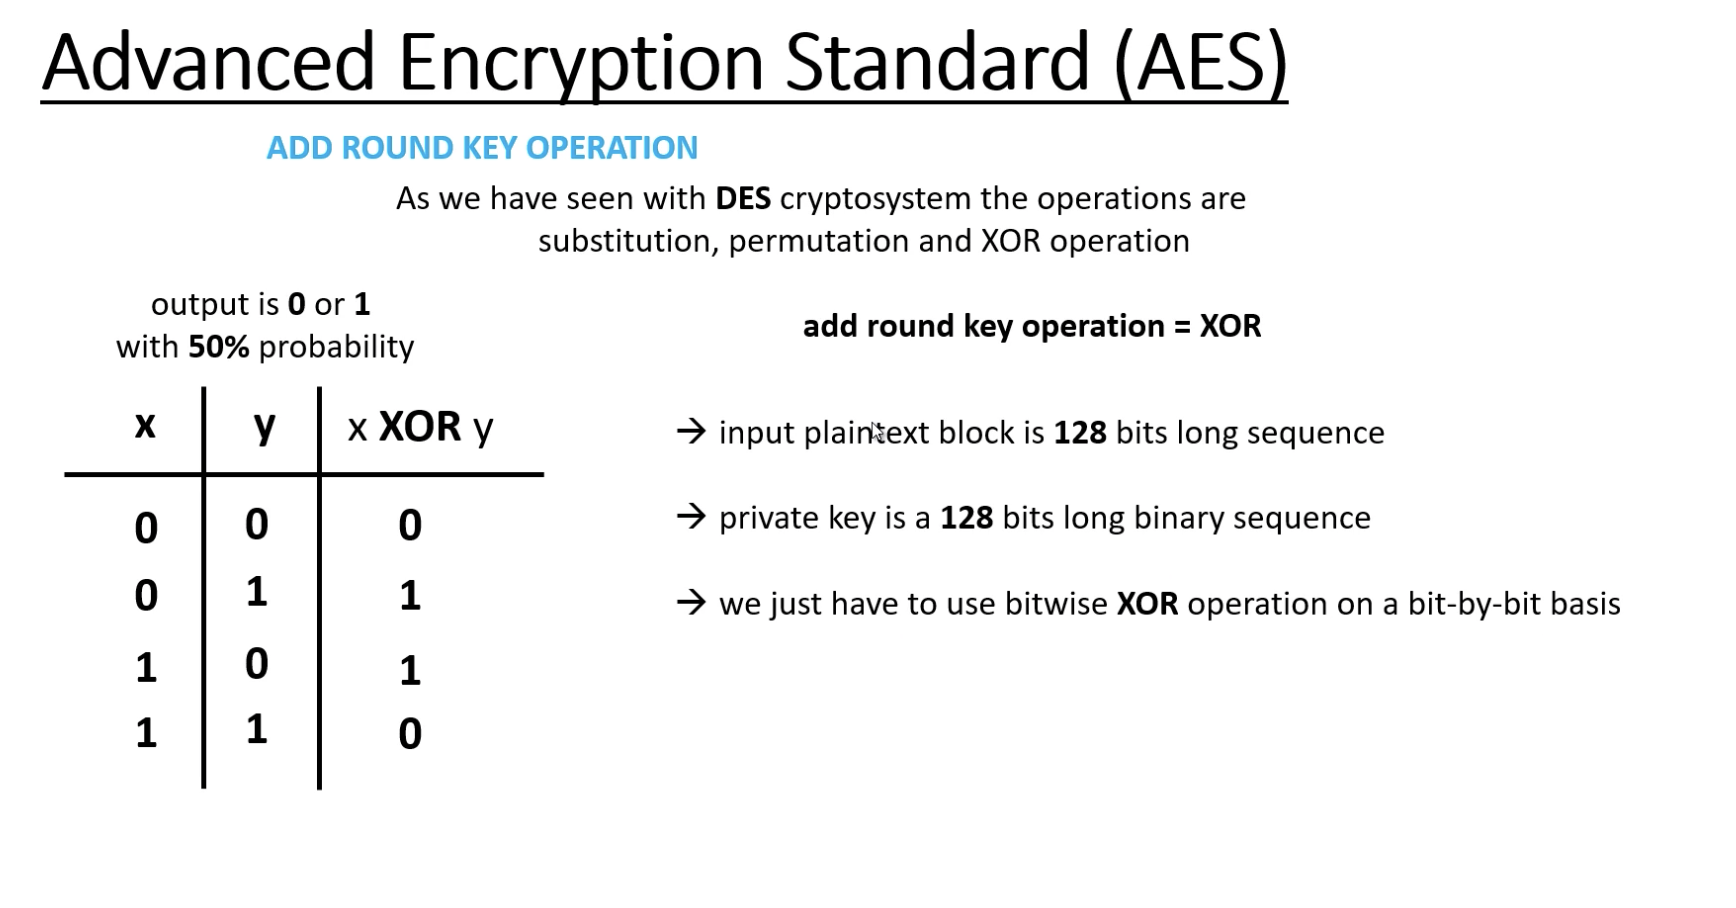 Advanced Encryption Standard (AES)
ADD ROUND KEY OPERATION
As we have seen with DES cryptosystem the operations are
substitution, permutation and XOR operation
output is 0 or 1
with 50% probability
x y x XOR y
0 0 0
0 1 1
1 0 1
1 1 0
add round key operation = XOR
→ input plaintext block is 128 bits long sequence
→ private key is a 128 bits long binary sequence
→ we just have to use bitwise XOR operation on a bit-by-bit basis